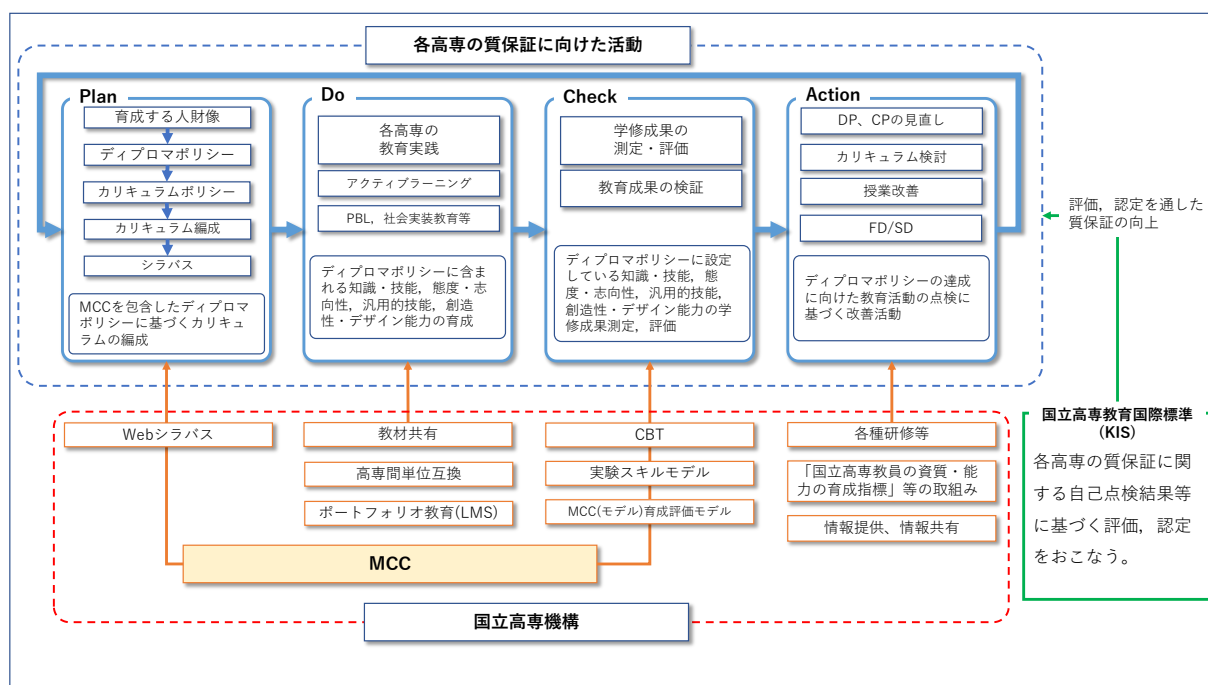 各高専の質保証に向けた活動
Plan
育成する人財像
ディプロマポリシー
カリキュラムポリシー
カリキュラム編成
シラバス
MCCを包含したディプロマ
ポリシーに基づくカリキュ
ラムの編成
Do
各高専の
教育実践
アクティブラーニング
PBL，社会実装教育等
ディプロマポリシーに含ま
れる知識・技能，態度・志
向性，汎用的技能，創造
性・デザイン能力の育成
Check
学修成果の
測定・評価
教育成果の検証
ディプロマポリシーに設定
している知識・技能，態
度・志向性，汎用的技能，
創造性・デザイン能力の学
修成果測定，評価
Action
DP、CPの見直し
カリキュラム検討
授業改善
FD/SD
ディプロマポリシーの達成
に向けた教育活動の点検に
基づく改善活動
評価，認定を通した
質保証の向上
Webシラバス
教材共有
高専間単位互換
ポートフォリオ教育(LMS)
CBT
実験スキルモデル
MCC(モデル)育成評価モデル
各種研修等
「国立高専教員の資質・能
力の育成指標」等の取組み
情報提供、情報共有
MCC
国立高専機構
国立高専教育国際標準
（KIS）
各高専の質保証に関
する自己点検結果等
に基づく評価，認定
をおこなう。